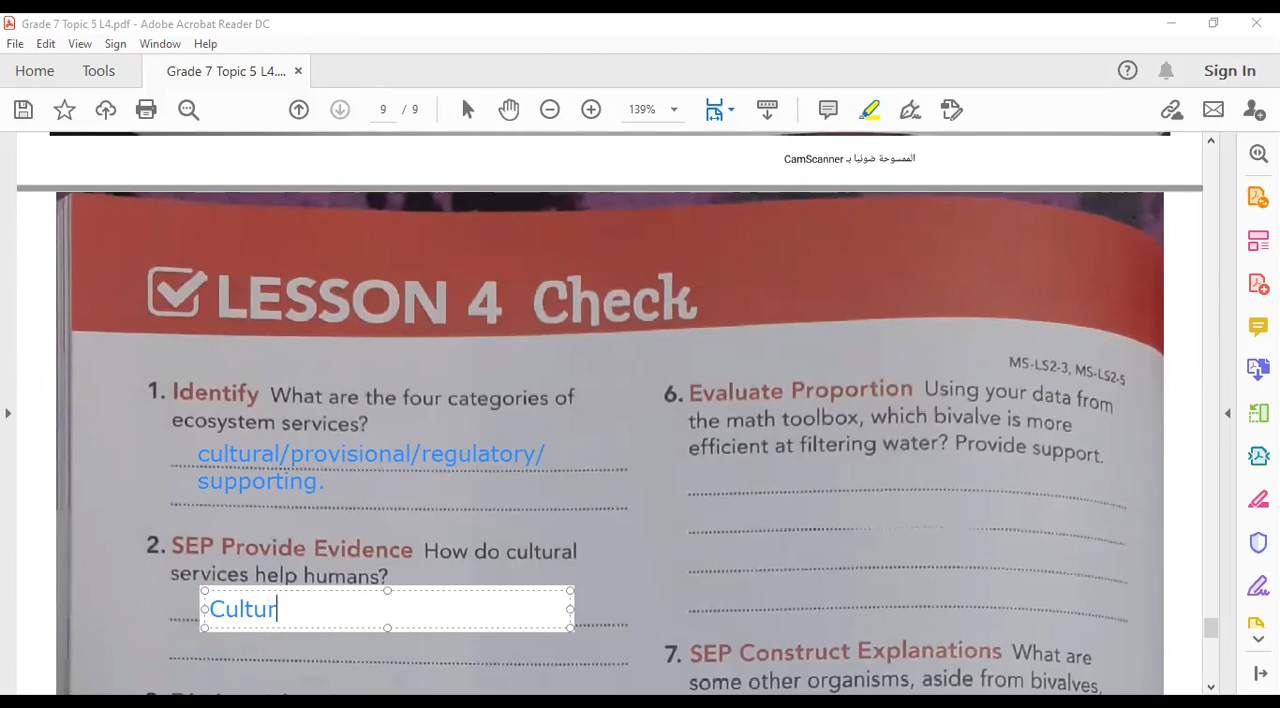 Grade 7 Topic 5 L4.pdf - Adobe Acrobat Reader DC
File Edit View Sign Window Help
Home Tools Grade 7 Topic 5 L4.... × Sign In
9 / 9 139%
الممسوحة ضوئيا بـ CamScanner
LESSON 4 Check
MS-LS2-3, MS-LS2-5
1. Identify What are the four categories of
ecosystem services?
cultural/provisional/regulatory/
supporting.
2. SEP Provide Evidence How do cultural
services help humans?
Cultur
6. Evaluate Proportion Using your data from
the math toolbox, which bivalve is more
efficient at filtering water? Provide support.
7. SEP Construct Explanations What are
some other organisms, aside from bivalves,